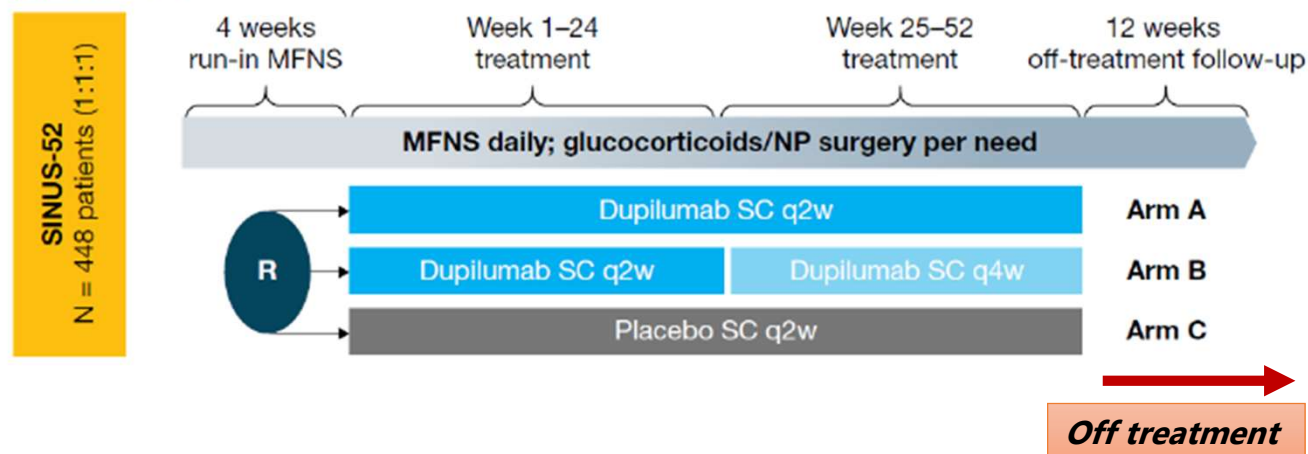 SINUS-52
N = 448 patients (1:1:1)
4 weeks
run-in MFNS
Week 1–24
treatment
Week 25–52
treatment
12 weeks
off-treatment follow-up
MFNS daily; glucocorticoids/NP surgery per need
R
Dupilumab SC q2w
Arm A
Dupilumab SC q2w
Dupilumab SC q4w
Arm B
Placebo SC q2w
Arm C
Off treatment